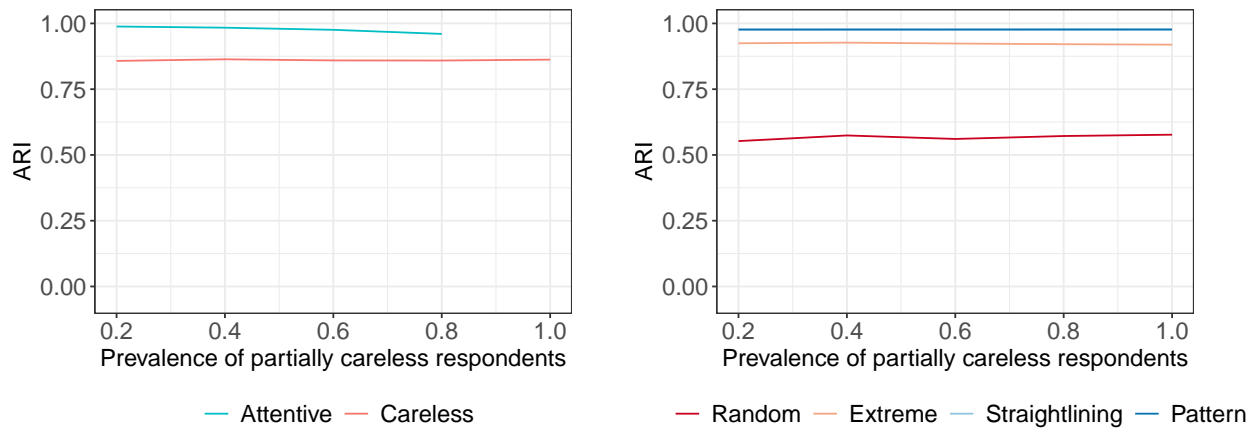 1.00
0.75
0.50
0.25
0.00
ARI
0.2 0.4 0.6 0.8 1.0
Prevalence of partially careless respondents
Attentive Careless
1.00
0.75
0.50
0.25
0.00
ARI
0.2 0.4 0.6 0.8 1.0
Prevalence of partially careless respondents
Random Extreme Straightlining Pattern